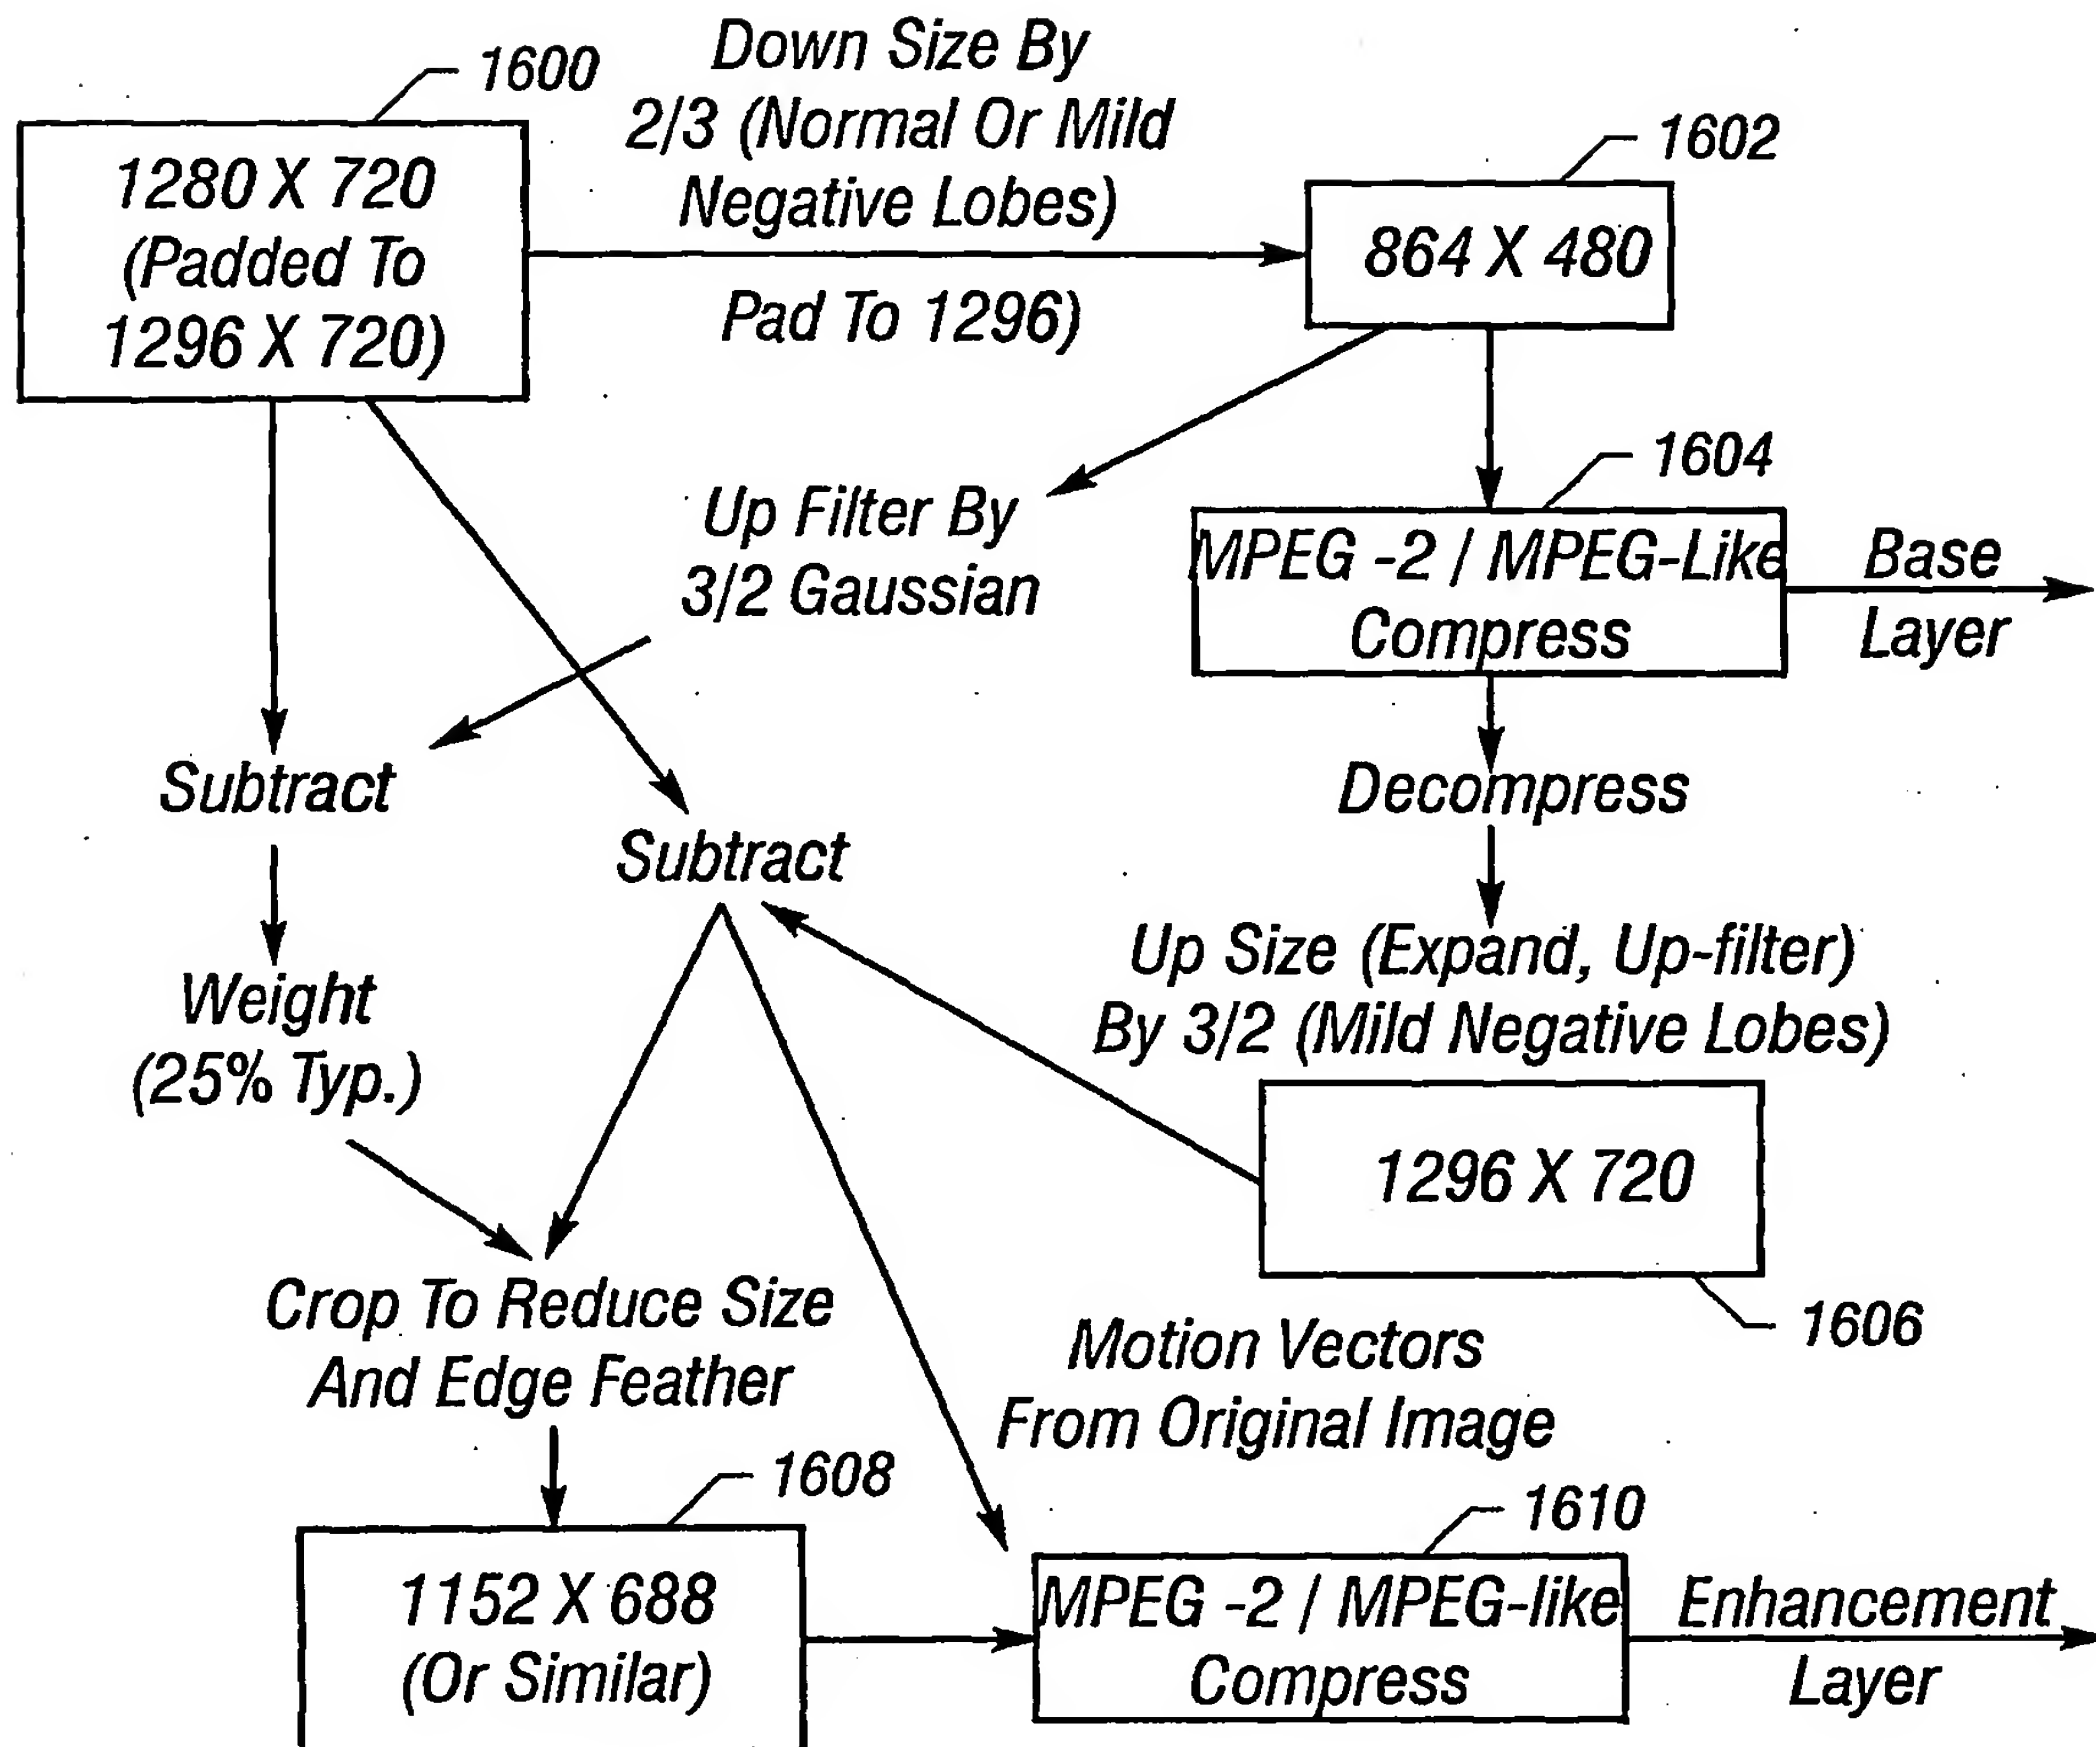 1600
1280 X 720
(Padded To
1296 X 720)
Down Size By
2/3 (Normal Or Mild
Negative Lobes)
Pad To 1296)
1602
864 X 480
Up Filter By
3/2 Gaussian
1604
MPEG -2 / MPEG-Like
Compress
Base
Layer
Subtract
Subtract
Decompress
Weight
(25% Typ.)
Up Size (Expand, Up-filter)
By 3/2 (Mild Negative Lobes)
1296 X 720
1606
Crop To Reduce Size
And Edge Feather
Motion Vectors
From Original Image
1608
1152 X 688
(Or Similar)
1610
MPEG -2 / MPEG-like
Compress
Enhancement
Layer